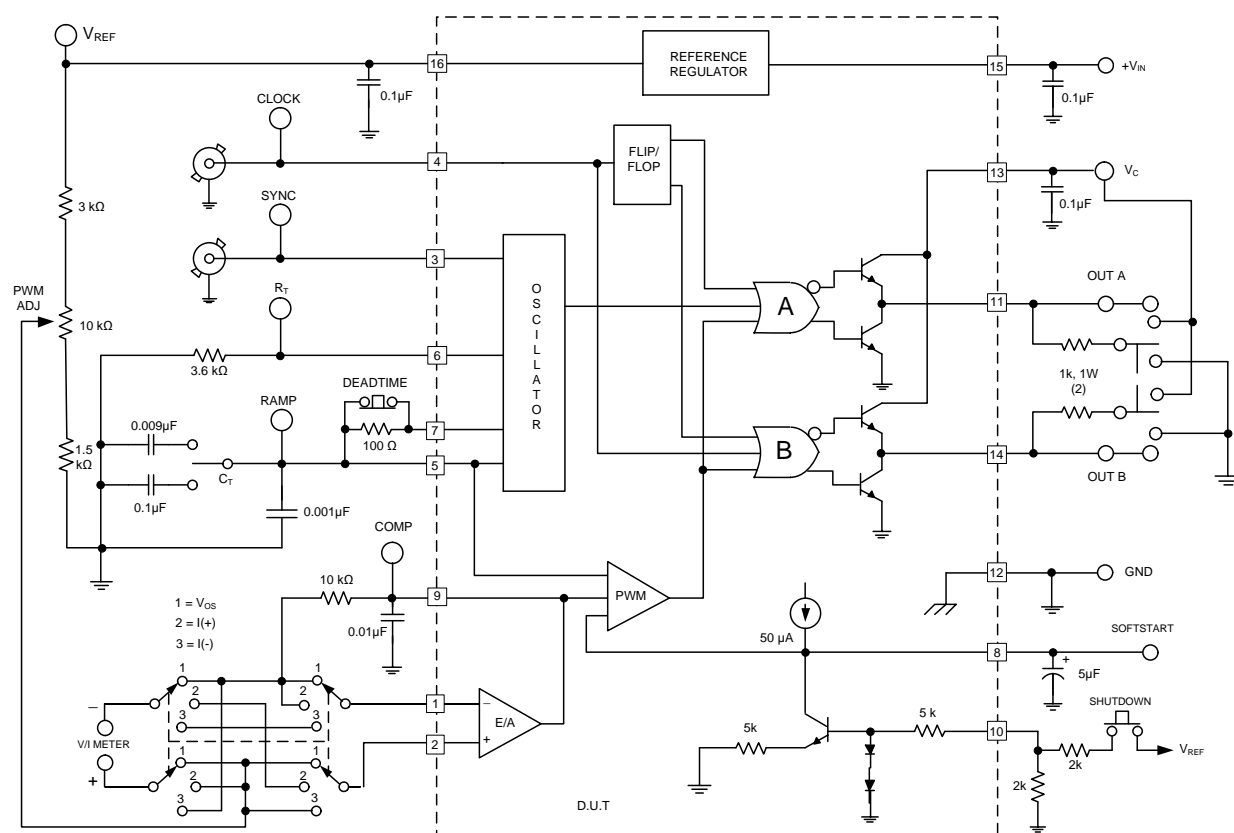 VREF
16
REFERENCE
REGULATOR
15
+VIN
0.1µF
0.1µF
CLOCK
4
FLIP/
FLOP
13
VC
0.1µF
3 kΩ
SYNC
3
OSCILLATOR
PWM
ADJ
10 kΩ
RT
A
11
OUT A
3.6 kΩ
6
DEADTIME
1k, 1W
(2)
0.009µF
RAMP
100 Ω
7
1.5
kΩ
CT
5
B
14
OUT B
0.1µF
0.001µF
COMP
10 kΩ
9
PWM
12
GND
1 = VOS
2 = I(+)
3 = I(-)
0.01µF
50 µA
8
SOFTSTART
+
5µF
1
1
2
2
3
3
–
1
–
E/A
+
2
V/I METER
+
1
1
2
2
3
3
5k
5 k
10
SHUTDOWN
2k
VREF
2k
D.U.T